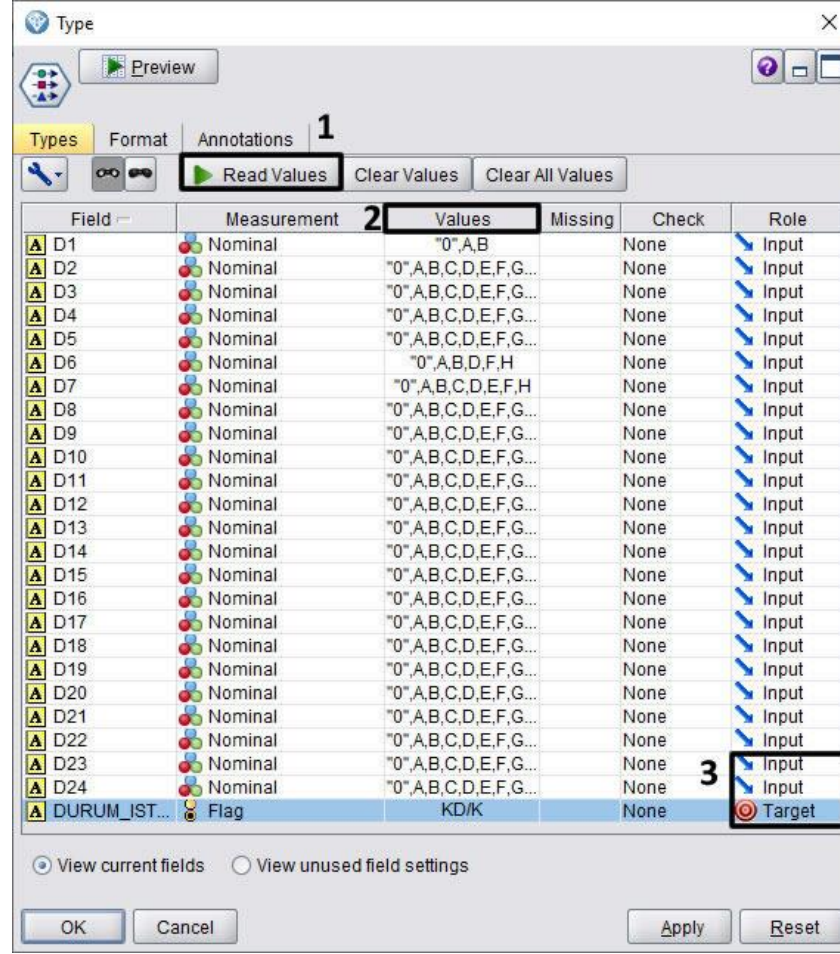 Type
Preview
Types Format Annotations 1
Read Values Clear Values Clear All Values
Field Measurement 2 Values Missing Check Role
A D1 Nominal "0",A,B None Input
A D2 Nominal "0",A,B,C,D,E,F,G... None Input
A D3 Nominal "0",A,B,C,D,E,F,G... None Input
A D4 Nominal "0",A,B,C,D,E,F,G... None Input
A D5 Nominal "0",A,B,C,D,E,F,G... None Input
A D6 Nominal "0",A,B,D,F,H None Input
A D7 Nominal "0",A,B,C,D,E,F,H None Input
A D8 Nominal "0",A,B,C,D,E,F,G... None Input
A D9 Nominal "0",A,B,C,D,E,F,G... None Input
A D10 Nominal "0",A,B,C,D,E,F,G... None Input
A D11 Nominal "0",A,B,C,D,E,F,G... None Input
A D12 Nominal "0",A,B,C,D,E,F,G... None Input
A D13 Nominal "0",A,B,C,D,E,F,G... None Input
A D14 Nominal "0",A,B,C,D,E,F,G... None Input
A D15 Nominal "0",A,B,C,D,E,F,G... None Input
A D16 Nominal "0",A,B,C,D,E,F,G... None Input
A D17 Nominal "0",A,B,C,D,E,F,G... None Input
A D18 Nominal "0",A,B,C,D,E,F,G... None Input
A D19 Nominal "0",A,B,C,D,E,F,G... None Input
A D20 Nominal "0",A,B,C,D,E,F,G... None Input
A D21 Nominal "0",A,B,C,D,E,F,G... None Input
A D22 Nominal "0",A,B,C,D,E,F,G... None Input
A D23 Nominal "0",A,B,C,D,E,F,G... None 3 Input
A D24 Nominal "0",A,B,C,D,E,F,G... None Input
A DURUM_IST... Flag KD/K None Target
View current fields View unused field settings
OK Cancel Apply Reset